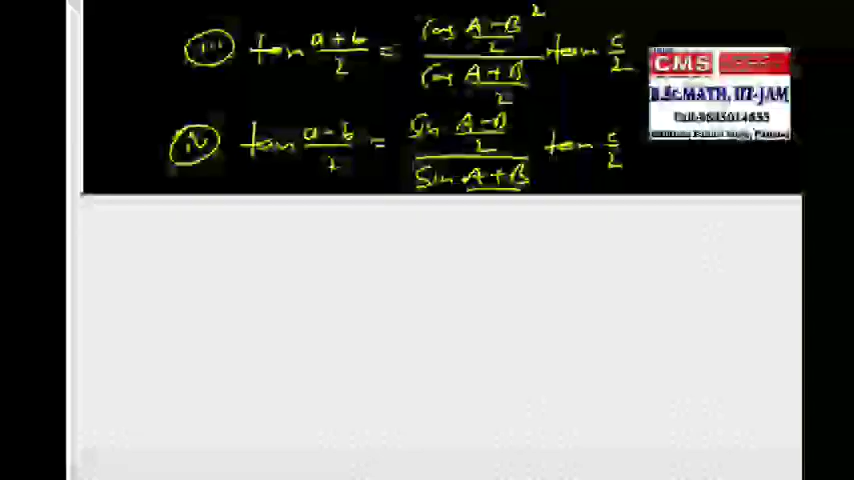 (iii) tan a+b/2 = Cos A-B/2 / Cos A+B/2 tan c/2
2
(iv) tan a-b/2 = Sin A-B/2 / Sin A+B tan c/2
CMS
B.Sc.MATH, IIT-JAM